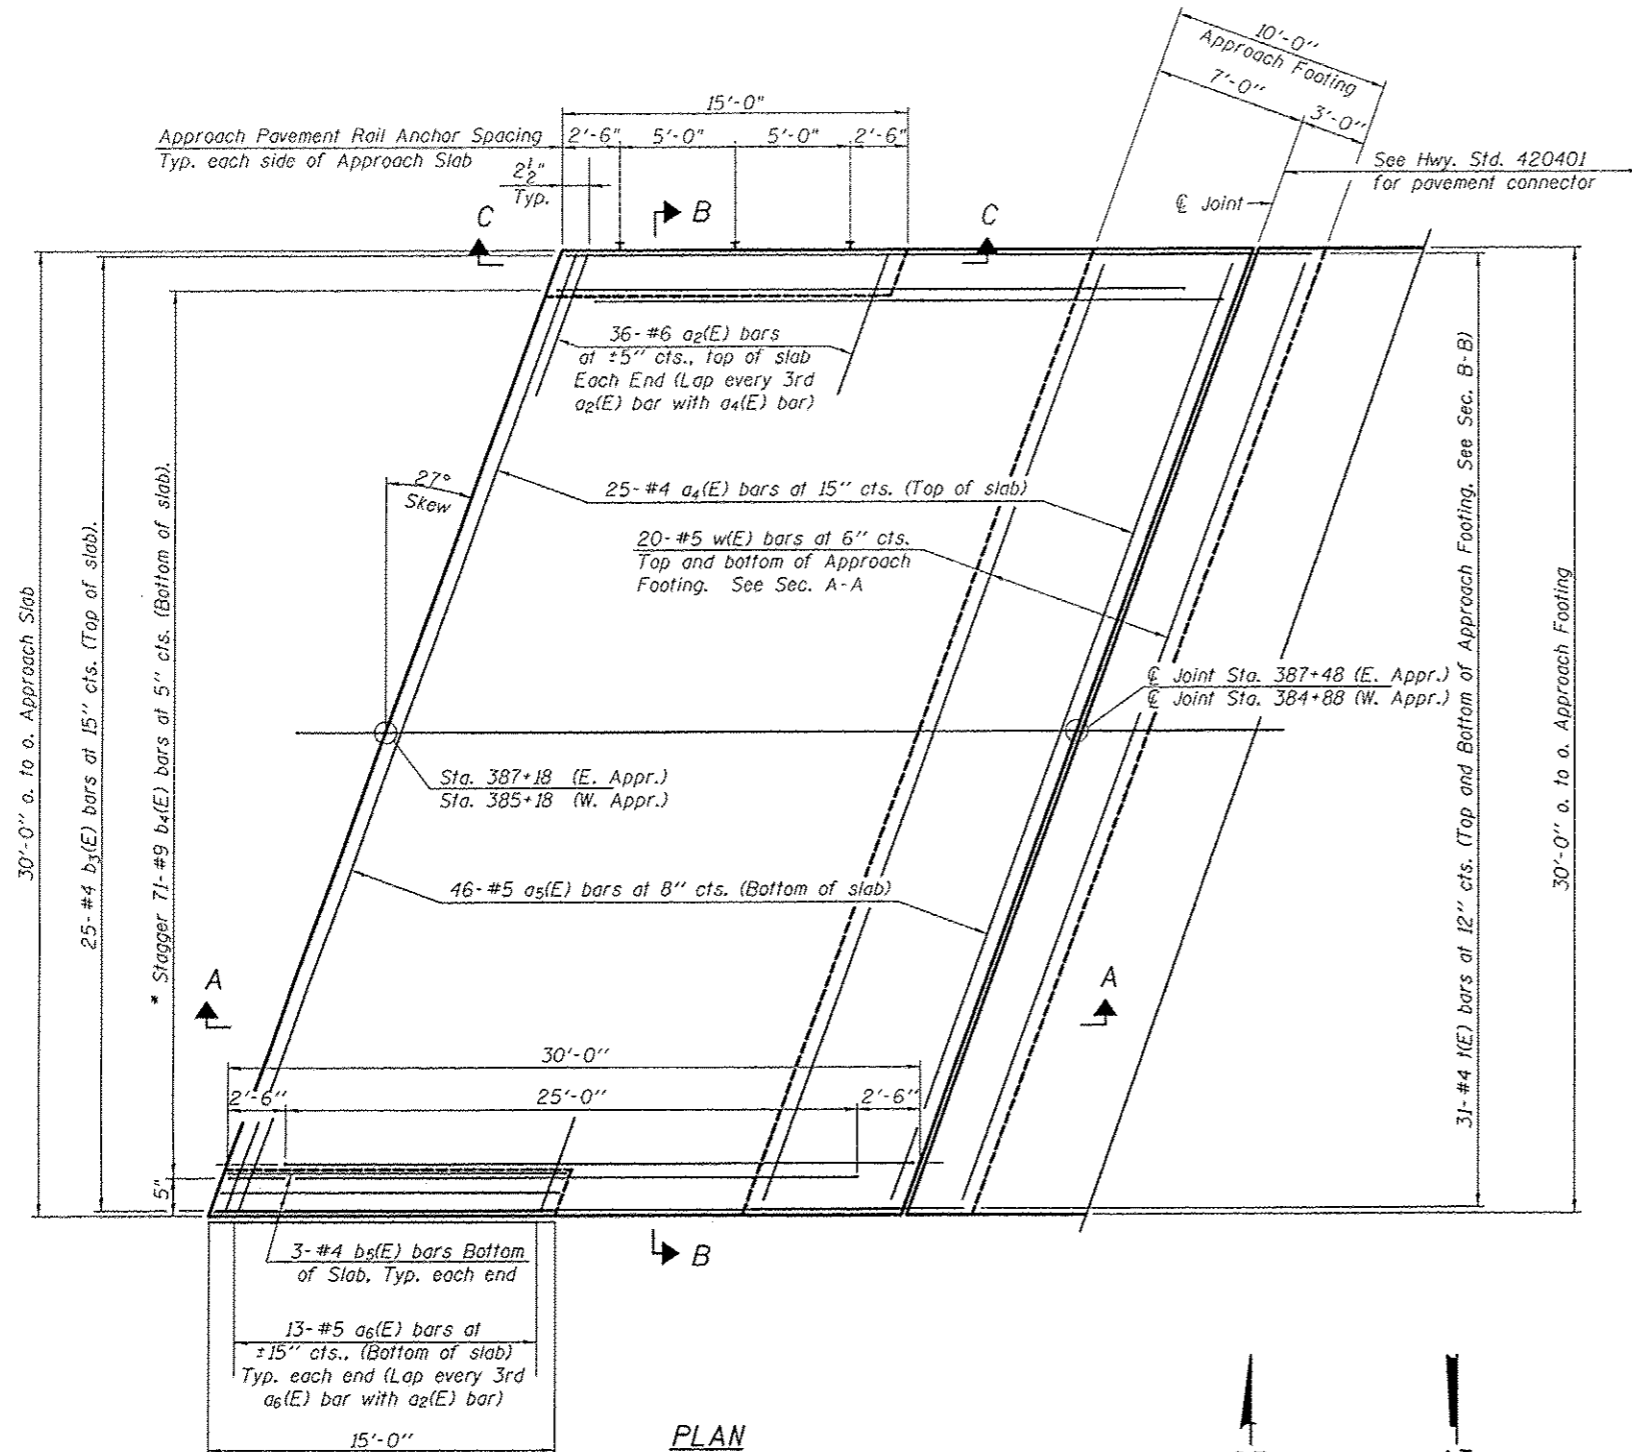 10'-0"
Approach Footing
7'-0"
3'-0"
15'-0"
Approach Pavement Rail Anchor Spacing
Typ. each side of Approach Slab
2'-6"
5'-0"
5'-0"
2'-6"
2½"
Typ.
See Hwy. Std. 420401
for pavement connector
℄ Joint
B
C
C
36-#6 a2(E) bars
at ±5" cts., top of slab
Each End (Lap every 3rd
a2(E) bar with a4(E) bar)
27°
Skew
25-#4 a4(E) bars at 15" cts. (Top of slab)
20-#5 w(E) bars at 6" cts.
Top and bottom of Approach
Footing. See Sec. A-A
30'-0" o. to o. Approach Slab
25-#4 b3(E) bars at 15" cts. (Top of slab).
* Stagger 71-#9 b4(E) bars at 5" cts. (Bottom of slab).
31-#4 t(E) bars at 12" cts. (Top and Bottom of Approach Footing. See Sec. B-B)
30'-0" o. to o. Approach Footing
℄ Joint Sta. 387+48 (E. Appr.)
℄ Joint Sta. 384+88 (W. Appr.)
Sta. 387+18 (E. Appr.)
Sta. 385+18 (W. Appr.)
46-#5 a5(E) bars at 8" cts. (Bottom of slab)
A
A
30'-0"
2'-6"
25'-0"
2'-6"
5"
3-#4 b5(E) bars Bottom
of Slab, Typ. each end
B
13-#5 a6(E) bars at
±15" cts., (Bottom of slab)
Typ. each end (Lap every 3rd
a6(E) bar with a2(E) bar)
15'-0"
PLAN